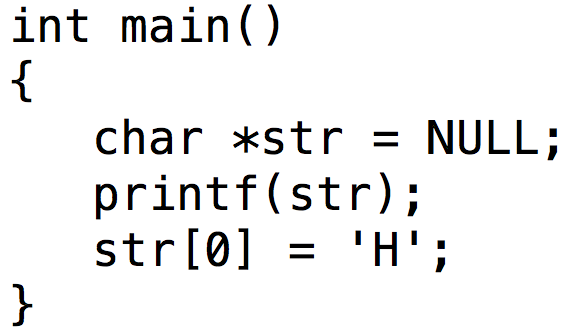 int main()
{
    char *str = NULL;
    printf(str);
    str[0] = 'H';
}